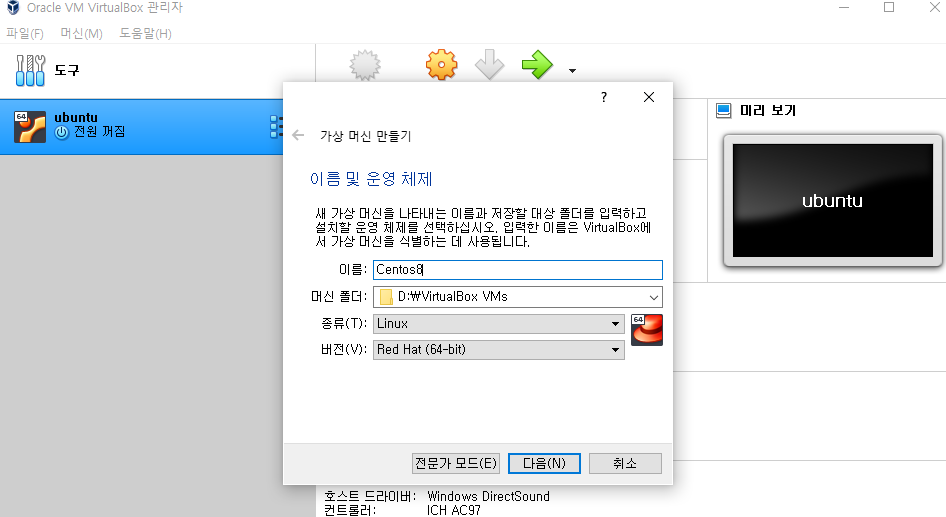 Oracle VM VirtualBox 관리자
파일(F) 머신(M) 도움말(H)
도구
64
ubuntu
전원 꺼짐
미리 보기
ubuntu
?
가상 머신 만들기
이름 및 운영 체제
새 가상 머신을 나타내는 이름과 저장할 대상 폴더를 입력하고
설치할 운영 체제를 선택하십시오. 입력한 이름은 VirtualBox에
서 가상 머신을 식별하는 데 사용됩니다.
이름: Centos8
머신 폴더: D:₩VirtualBox VMs
종류(T): Linux
64
버전(V): Red Hat (64-bit)
전문가 모드(E) 다음(N) 취소
호스트 드라이버: Windows DirectSound
컨트롤러: ICH AC97